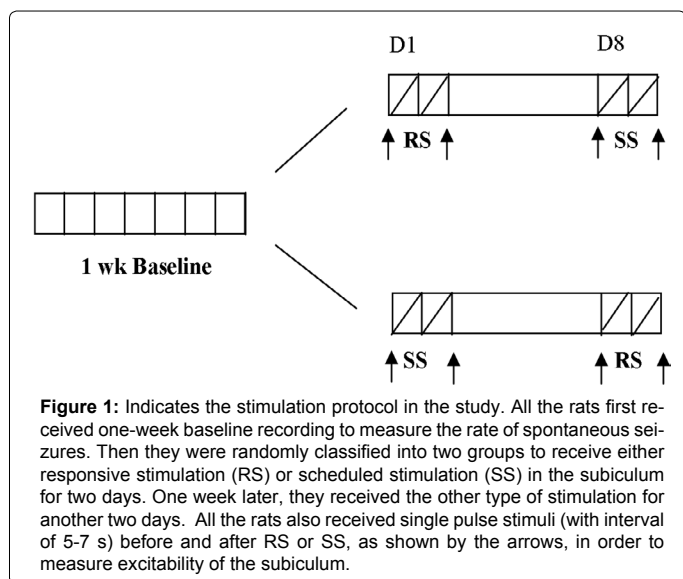 D1 D8
RS SS
1 wk Baseline
SS RS
Figure 1: Indicates the stimulation protocol in the study. All the rats first re-
ceived one-week baseline recording to measure the rate of spontaneous sei-
zures. Then they were randomly classified into two groups to receive either
responsive stimulation (RS) or scheduled stimulation (SS) in the subiculum
for two days. One week later, they received the other type of stimulation for
another two days. All the rats also received single pulse stimuli (with interval
of 5-7 s) before and after RS or SS, as shown by the arrows, in order to
measure excitability of the subiculum.